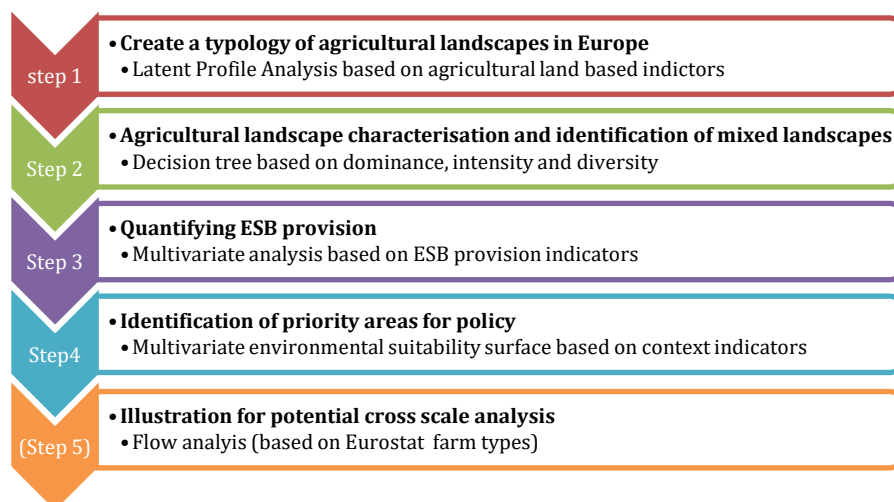 step 1
•Create a typology of agricultural landscapes in Europe
•Latent Profile Analysis based on agricultural land based indictors
Step 2
•Agricultural landscape characterisation and identification of mixed landscapes
•Decision tree based on dominance, intensity and diversity
Step 3
•Quantifying ESB provision
•Multivariate analysis based on ESB provision indicators
Step4
•Identification of priority areas for policy
•Multivariate environmental suitability surface based on context indicators
(Step 5)
•Illustration for potential cross scale analysis
•Flow analyis (based on Eurostat farm types)